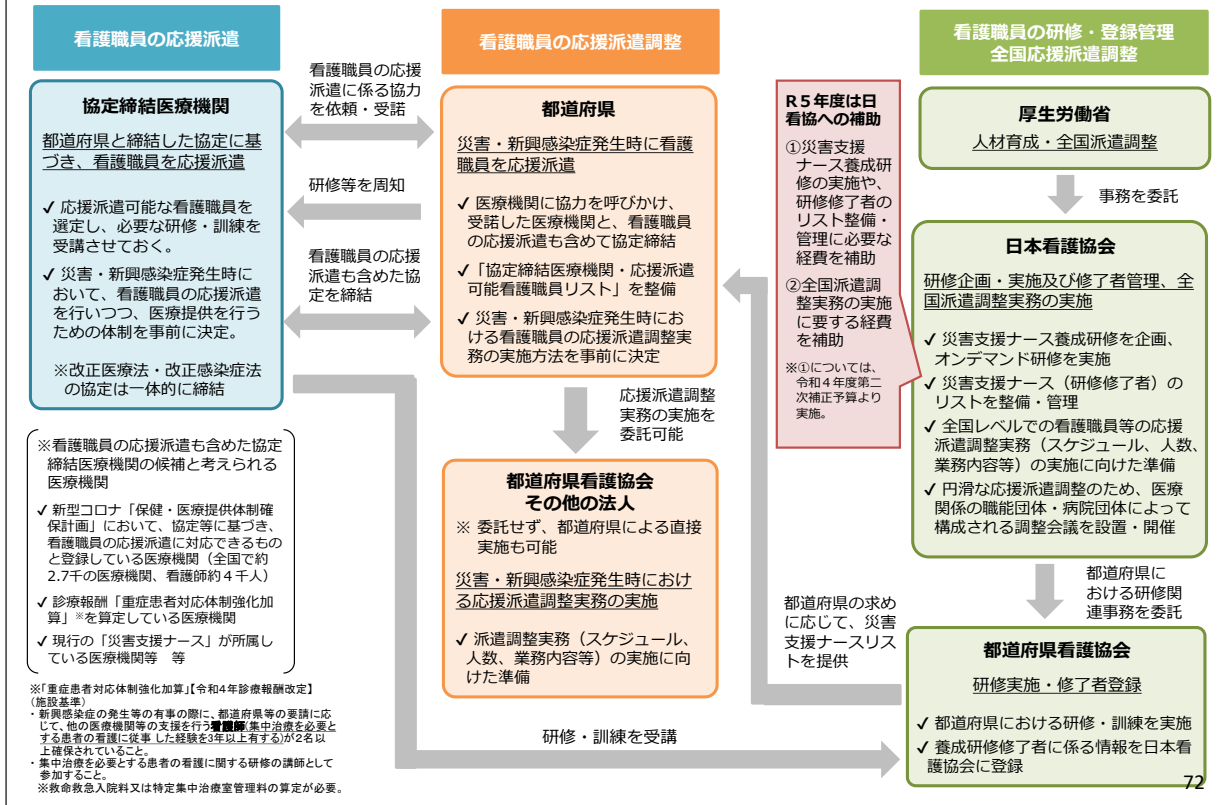 看護職員の応援派遣
協定締結医療機関
都道府県と締結した協定に基
づき、看護職員を応援派遣
✓ 応援派遣可能な看護職員を
選定し、必要な研修・訓練を
受講させておく。
✓ 災害・新興感染症発生時に
おいて、看護職員の応援派遣
を行いつつ、医療提供を行う
ための体制を事前に決定。
※改正医療法・改正感染症法
の協定は一体的に締結
※看護職員の応援派遣も含めた協定
締結医療機関の候補と考えられる
医療機関
✓ 新型コロナ「保健・医療提供体制確
保計画」において、協定等に基づき、
看護職員の応援派遣に対応できるもの
と登録している医療機関（全国で約
2.7千の医療機関、看護師約４千人）
✓ 診療報酬「重症患者対応体制強化加
算」※を算定している医療機関
✓ 現行の「災害支援ナース」が所属し
ている医療機関等　等
※「重症患者対応体制強化加算」【令和4年診療報酬改定】
（施設基準）
・新興感染症の発生等の有事の際に、都道府県等の要請に応
じて、他の医療機関等の支援を行う看護師（集中治療を必要と
する患者の看護に従事した経験を3年以上有する）が2名以
上確保されていること。
・集中治療を必要とする患者の看護に関する研修の講師として
参加すること。
※救命救急入院料又は特定集中治療室管理料の算定が必要。
看護職員の応援
派遣に係る協力
を依頼・受諾
研修等を周知
看護職員の応援
派遣も含めた協
定を締結
看護職員の応援派遣調整
都道府県
災害・新興感染症発生時に看護
職員を応援派遣
✓ 医療機関に協力を呼びかけ、
受諾した医療機関と、看護職員
の応援派遣も含めて協定締結
✓ 「協定締結医療機関・応援派遣
可能看護職員リスト」を整備
✓ 災害・新興感染症発生時にお
ける看護職員の応援派遣調整実
務の実施方法を事前に決定
応援派遣調整
実務の実施を
委託可能
都道府県看護協会
その他の法人
※ 委託せず、都道府県による直接
実施も可能
災害・新興感染症発生時におけ
る応援派遣調整実務の実施
✓ 派遣調整実務（スケジュール、
人数、業務内容等）の実施に向
けた準備
研修・訓練を受講
R５年度は日
看協への補助
①災害支援
ナース養成研
修の実施や、
研修修了者の
リスト整備・
管理に必要な
経費を補助
②全国派遣調
整実務の実施
に要する経費
を補助
※①については、
令和４年度第二
次補正予算より
実施。
都道府県の求め
に応じて、災害
支援ナースリス
トを提供
看護職員の研修・登録管理
全国応援派遣調整
厚生労働省
人材育成・全国派遣調整
事務を委託
日本看護協会
研修企画・実施及び修了者管理、全
国派遣調整実務の実施
✓ 災害支援ナース養成研修を企画、
オンデマンド研修を実施
✓ 災害支援ナース（研修修了者）の
リストを整備・管理
✓ 全国レベルでの看護職員等の応援
派遣調整実務（スケジュール、人数、
業務内容等）の実施に向けた準備
✓ 円滑な応援派遣調整のため、医療
関係の職能団体・病院団体によって
構成される調整会議を設置・開催
都道府県に
おける研修関
連事務を委託
都道府県看護協会
研修実施・修了者登録
✓ 都道府県における研修・訓練を実施
✓ 養成研修修了者に係る情報を日本看
護協会に登録
72